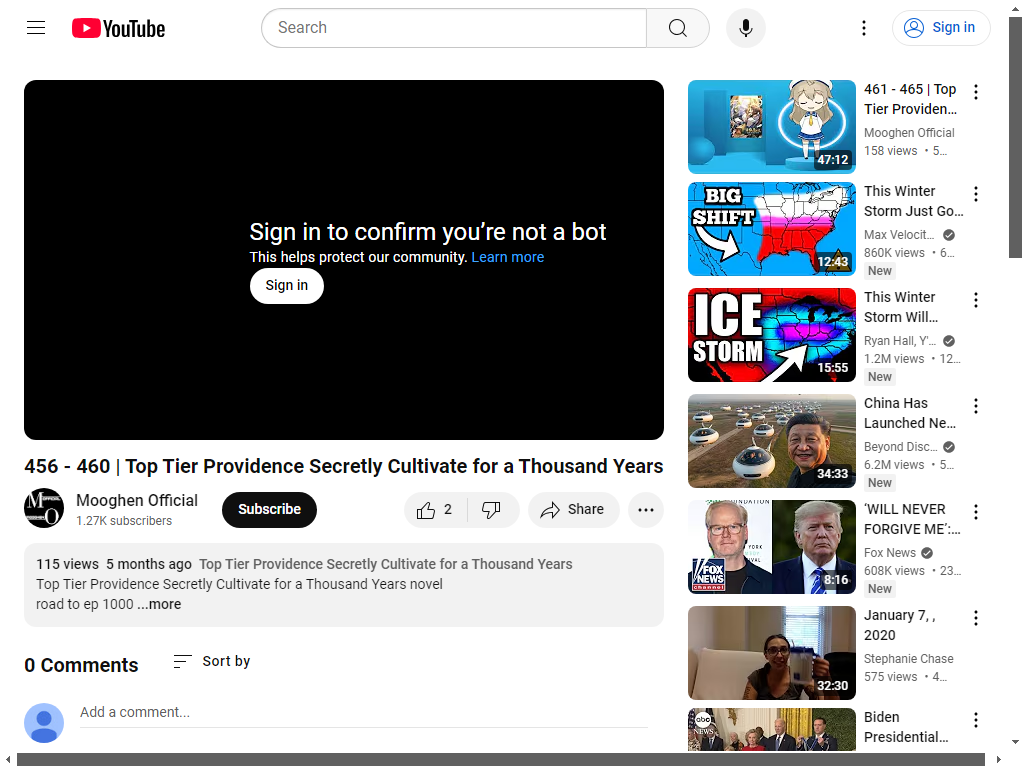 YouTube
Search
Sign in
Sign in to confirm you're not a bot
This helps protect our community. Learn more
Sign in
456 - 460 | Top Tier Providence Secretly Cultivate for a Thousand Years
Mooghen Official
1.27K subscribers
Subscribe
2
Share
115 views 5 months ago Top Tier Providence Secretly Cultivate for a Thousand Years
Top Tier Providence Secretly Cultivate for a Thousand Years novel
road to ep 1000 ...more
0 Comments
Sort by
Add a comment...
47:12
461 - 465 | Top
Tier Providen...
Mooghen Official
158 views • 5...
BIG
SHIFT
12:43
This Winter
Storm Just Go...
Max Velocit...
860K views • 6...
New
ICE
STORM
15:55
This Winter
Storm Will...
Ryan Hall, Y'...
1.2M views • 12...
New
34:33
China Has
Launched Ne...
Beyond Disc...
6.2M views • 5...
New
FOX
NEWS
channel
8:16
'WILL NEVER
FORGIVE ME':...
Fox News
608K views • 23...
New
32:30
January 7, ,
2020
Stephanie Chase
575 views • 4...
abc
NEWS
Biden
Presidential...